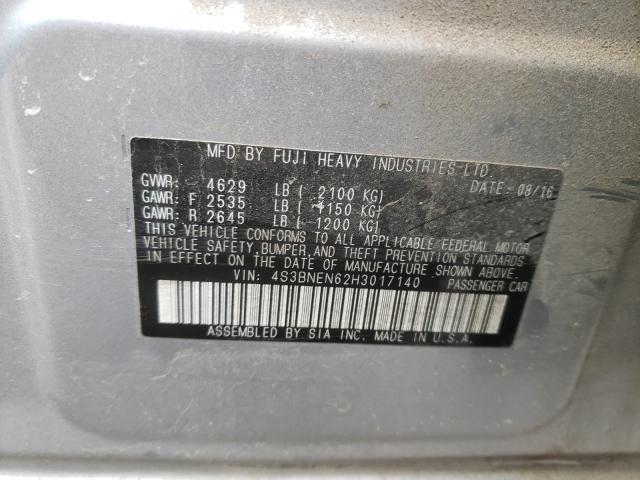 MFD BY FUJI HEAVY INDUSTRIES LTD
DATE: 08/16
GVWR: 4629 LB ( 2100 KG)
GAWR: F 2535 LB ( 1150 KG)
GAWR: R 2645 LB ( 1200 KG)
THIS VEHICLE CONFORMS TO ALL APPLICABLE FEDERAL MOTOR
VEHICLE SAFETY, BUMPER, AND THEFT PREVENTION STANDARDS
IN EFFECT ON THE DATE OF MANUFACTURE SHOWN ABOVE.
VIN: 4S3BNEN62H3017140 PASSENGER CAR
ASSEMBLED BY SIA INC. MADE IN U.S.A.